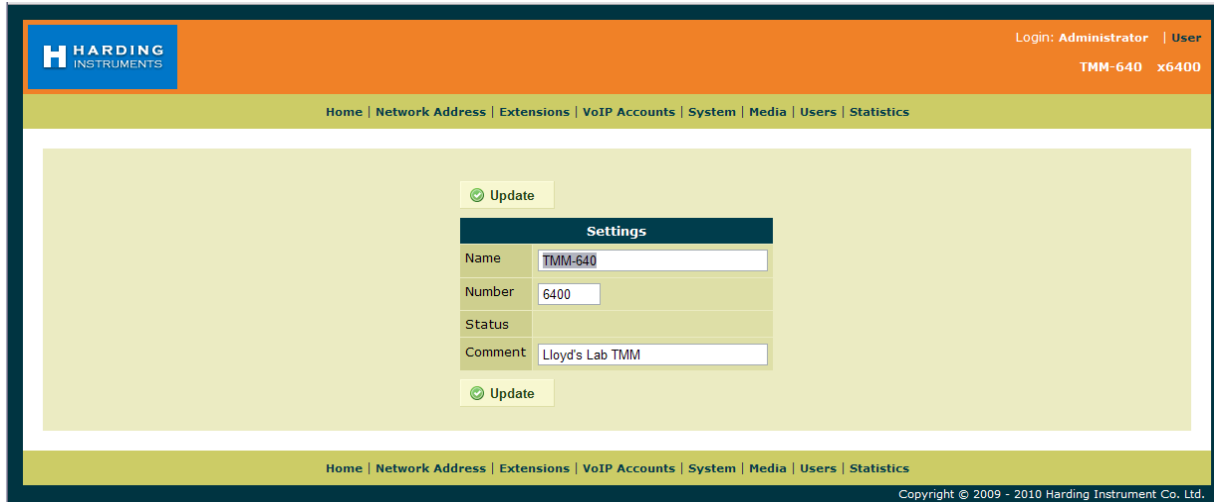 HARDING
INSTRUMENTS
Login: Administrator | User
TMM-640 x6400
Home | Network Address | Extensions | VoIP Accounts | System | Media | Users | Statistics
Update
Settings
Name TMM-640
Number 6400
Status
Comment Lloyd's Lab TMM
Update
Home | Network Address | Extensions | VoIP Accounts | System | Media | Users | Statistics
Copyright © 2009 - 2010 Harding Instrument Co. Ltd.